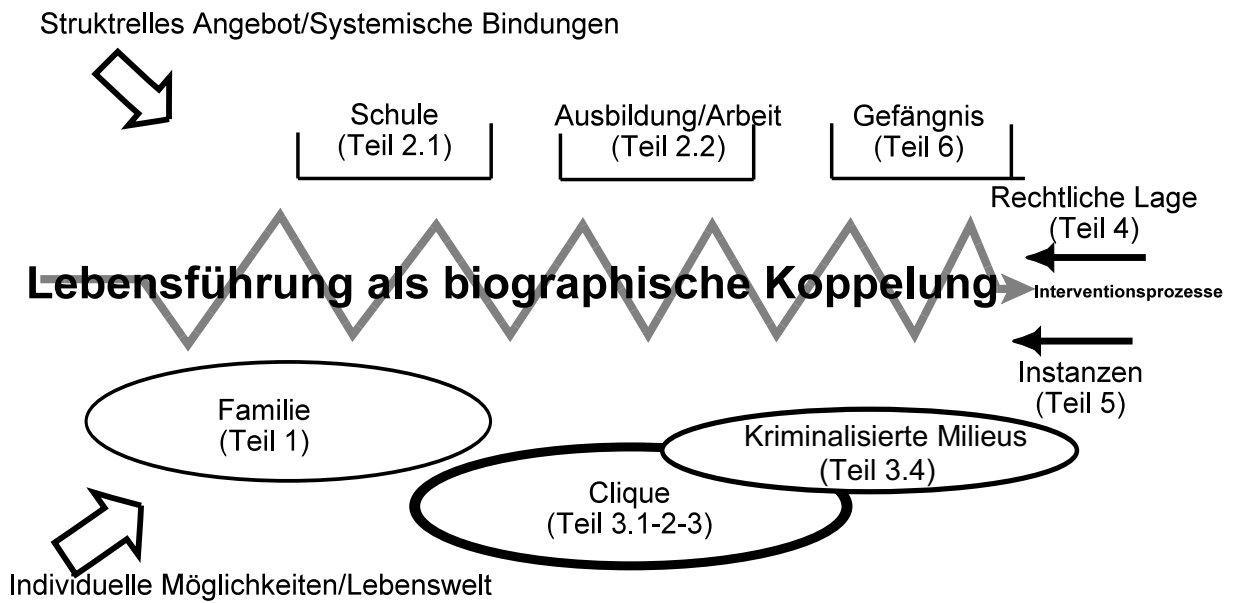 Struktrelles Angebot/Systemische Bindungen
Schule
(Teil 2.1)
Ausbildung/Arbeit
(Teil 2.2)
Gefängnis
(Teil 6)
Rechtliche Lage
(Teil 4)
Lebensführung als biographische Koppelung
Interventionsprozesse
Instanzen
(Teil 5)
Familie
(Teil 1)
Kriminalisierte Milieus
(Teil 3.4)
Clique
(Teil 3.1-2-3)
Individuelle Möglichkeiten/Lebenswelt